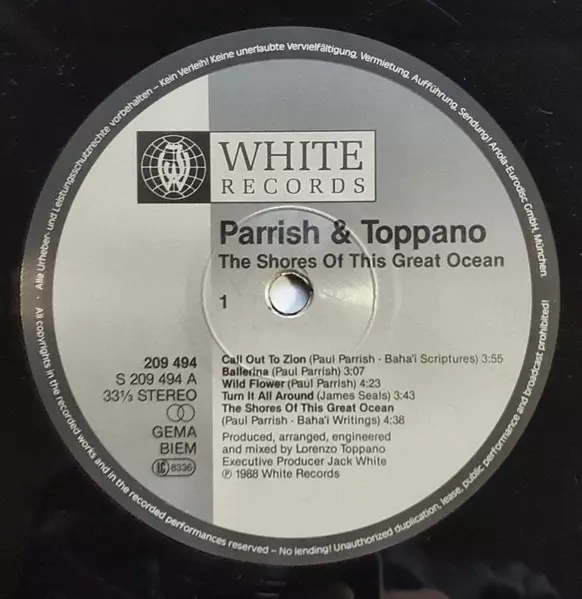 Alle Urheber- und Leistungsschutzrechte vorbehalten – Kein Verleih! Keine unerlaubte Vervielfältigung, Vermietung, Aufführung, Sendung! Ariola-Eurodisc GmbH, München.
WHITE
RECORDS
Parrish & Toppano
The Shores Of This Great Ocean
1
209 494
S 209 494 A
33⅓ STEREO
GEMA
BIEM
LC 8336
Call Out To Zion (Paul Parrish - Baha'i Scriptures) 3:55
Ballerina (Paul Parrish) 3:07
Wild Flower (Paul Parrish) 4:23
Turn It All Around (James Seals) 3:43
The Shores Of This Great Ocean
(Paul Parrish - Baha'i Writings) 4:38
Produced, arranged, engineered
and mixed by Lorenzo Toppano
Executive Producer Jack White
℗ 1988 White Records
· All copyrights in the recorded works and in the recorded performances reserved – No lending! Unauthorized duplication, lease, public performance and broadcast prohibited!